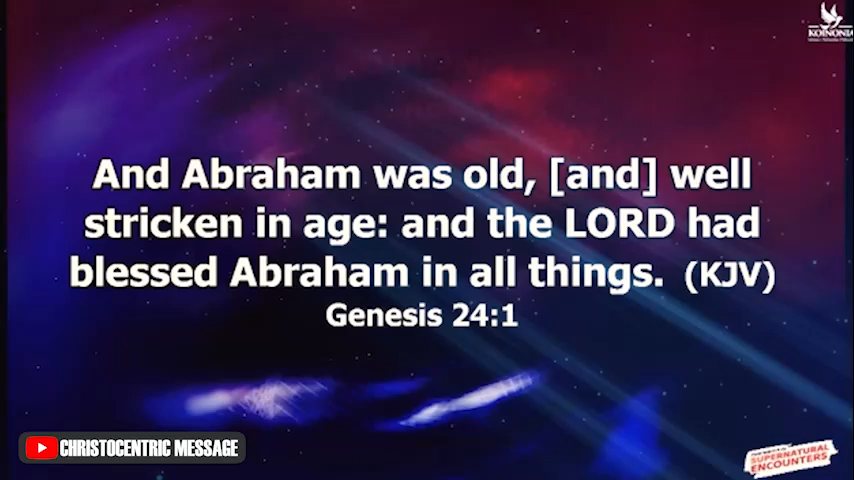 KOINONIA
And Abraham was old, [and] well
stricken in age: and the LORD had
blessed Abraham in all things. (KJV)
Genesis 24:1
CHRISTOCENTRIC MESSAGE
SUPERNATURAL
ENCOUNTERS